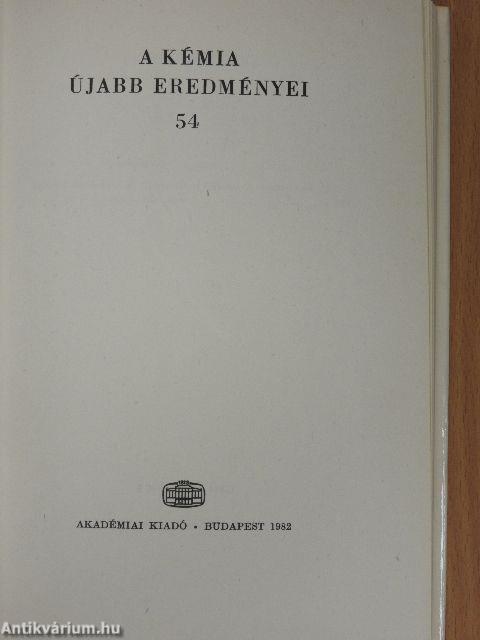 A KÉMIA
ÚJABB EREDMÉNYEI
54
AKADÉMIAI KIADÓ • BUDAPEST 1982
Antikvárium.hu